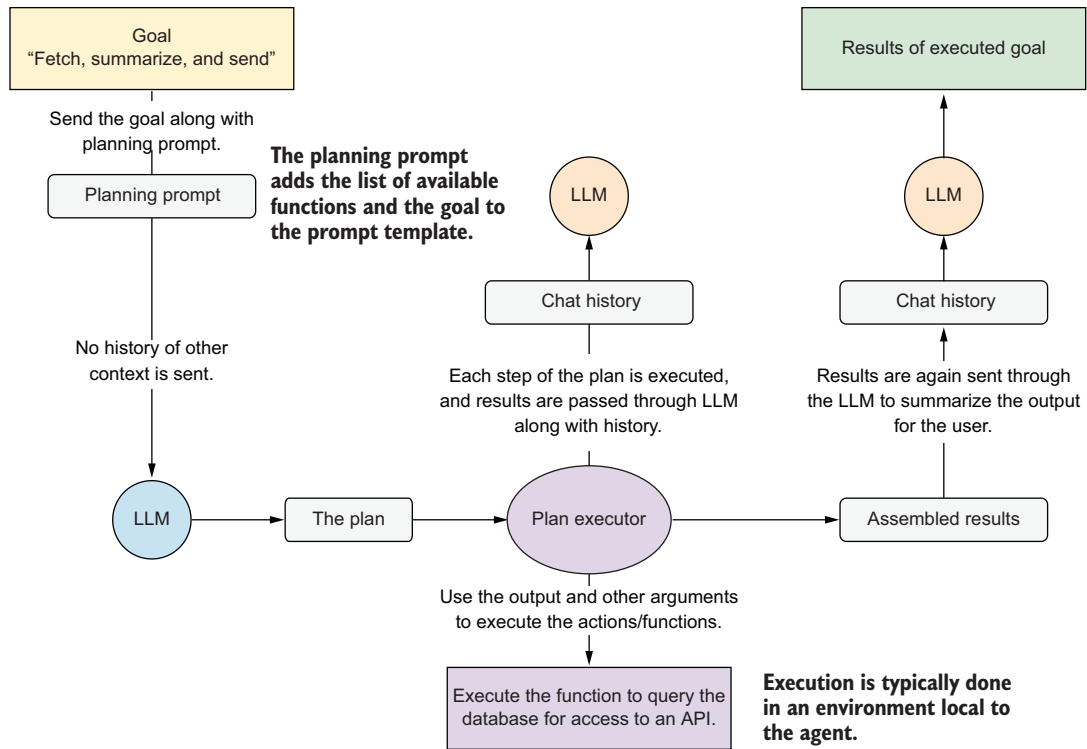 Goal
“Fetch, summarize, and send”
Send the goal along with
planning prompt.
Planning prompt
The planning prompt
adds the list of available
functions and the goal to
the prompt template.
No history of other
context is sent.
LLM
The plan
Plan executor
LLM
Chat history
Each step of the plan is executed,
and results are passed through LLM
along with history.
Use the output and other arguments
to execute the actions/functions.
Execute the function to query the
database for access to an API.
Execution is typically done
in an environment local to
the agent.
Results of executed goal
LLM
Chat history
Results are again sent through
the LLM to summarize the output
for the user.
Assembled results